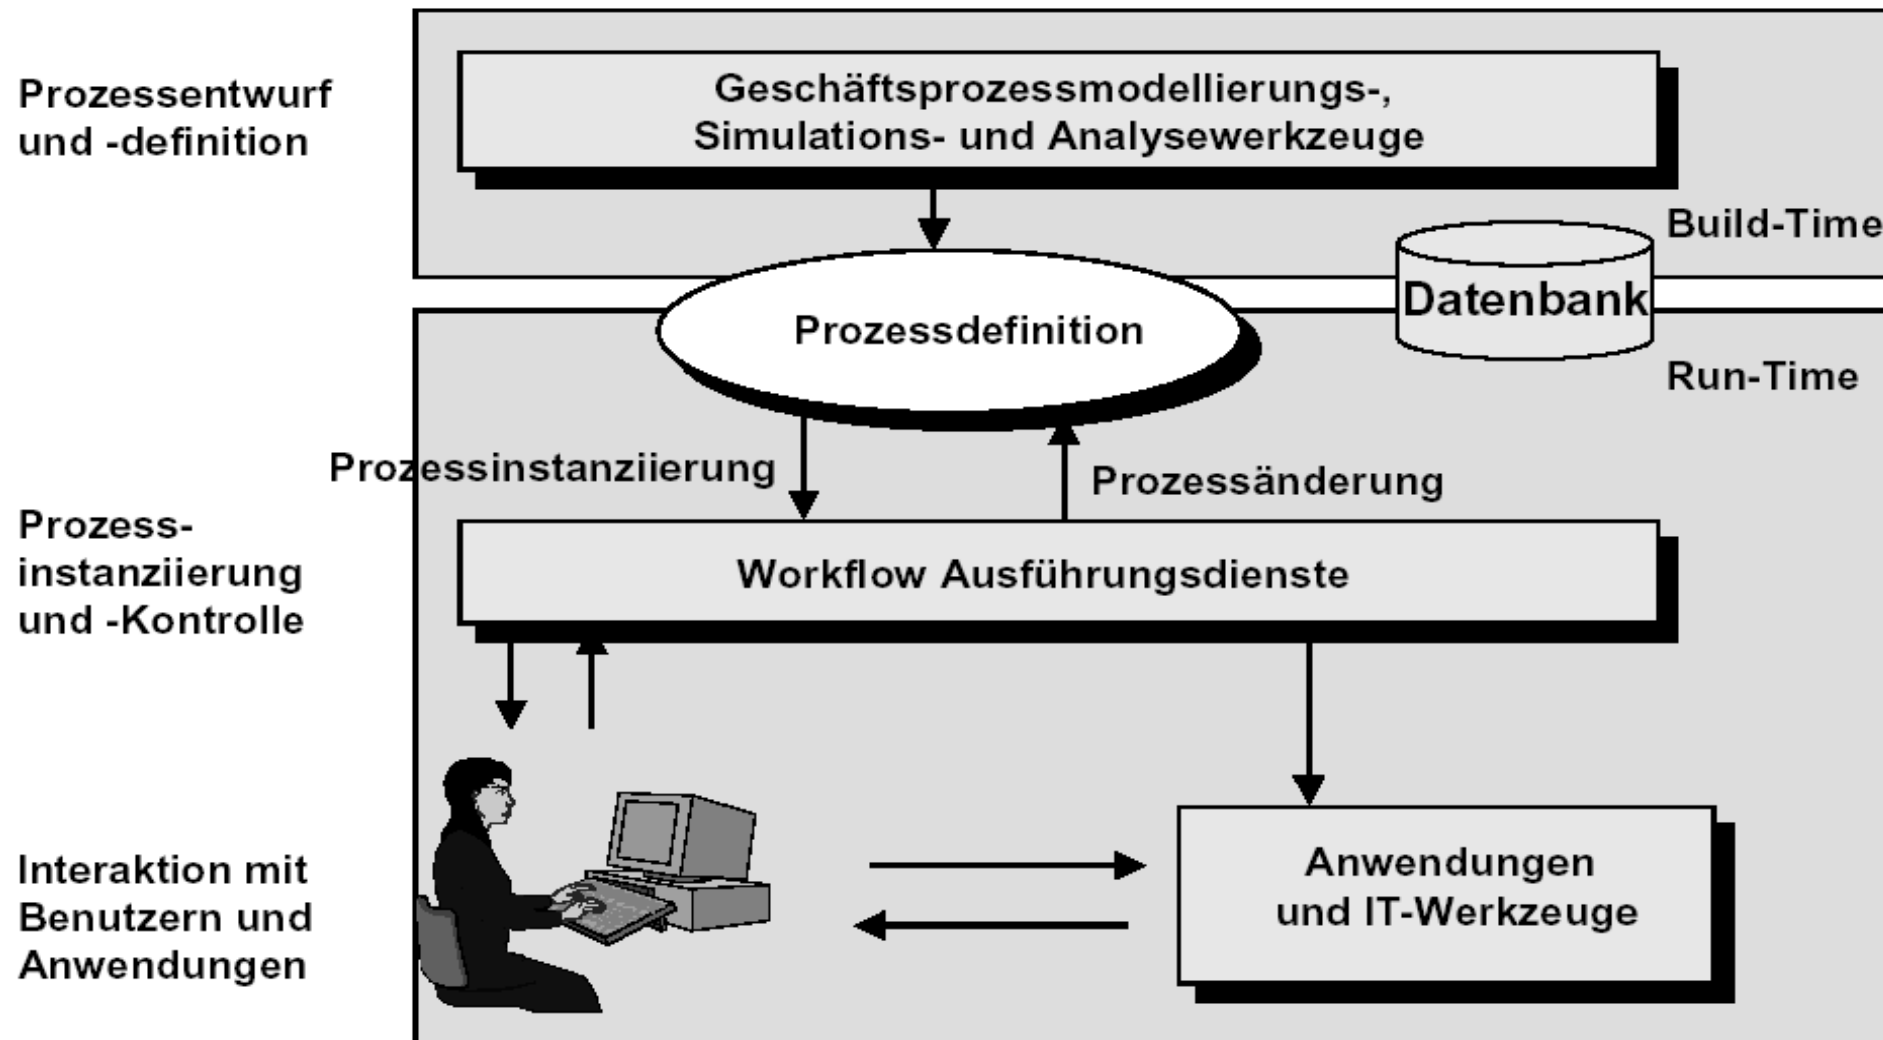 Prozessentwurf
und -definition
Geschäftsprozessmodellierungs-,
Simulations- und Analysewerkzeuge
Build-Time
Datenbank
Prozessdefinition
Run-Time
Prozessinstanziierung
Prozessänderung
Prozess-
instanziierung
und -Kontrolle
Workflow Ausführungsdienste
Interaktion mit
Benutzern und
Anwendungen
Anwendungen
und IT-Werkzeuge